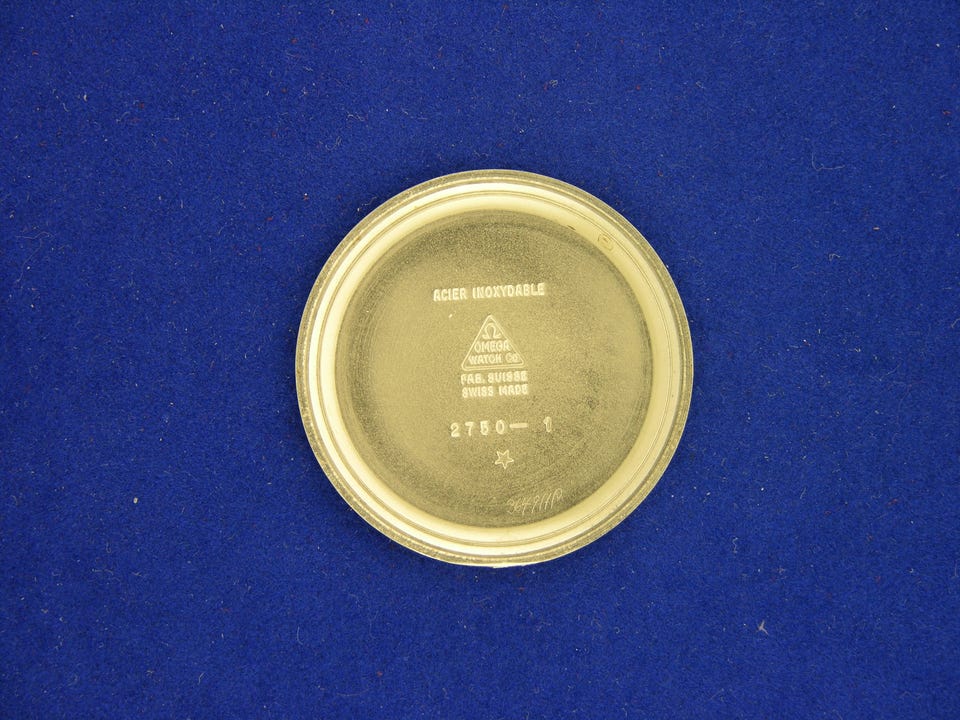 ACIER INOXYDABLE
Ω
OMEGA
WATCH Co
FAB. SUISSE
SWISS MADE
2750— 1